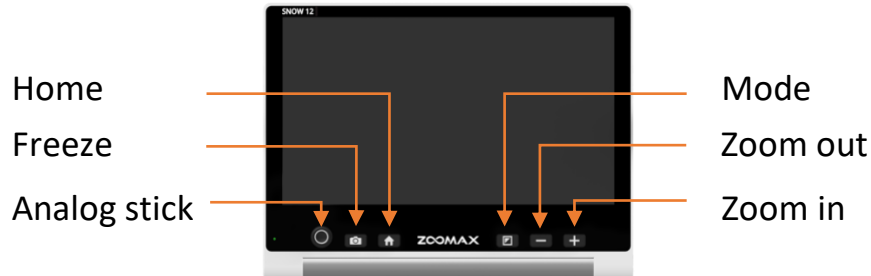 SNOW 12
Home
Mode
Freeze
Zoom out
Analog stick
Zoom in
ZOOMAX